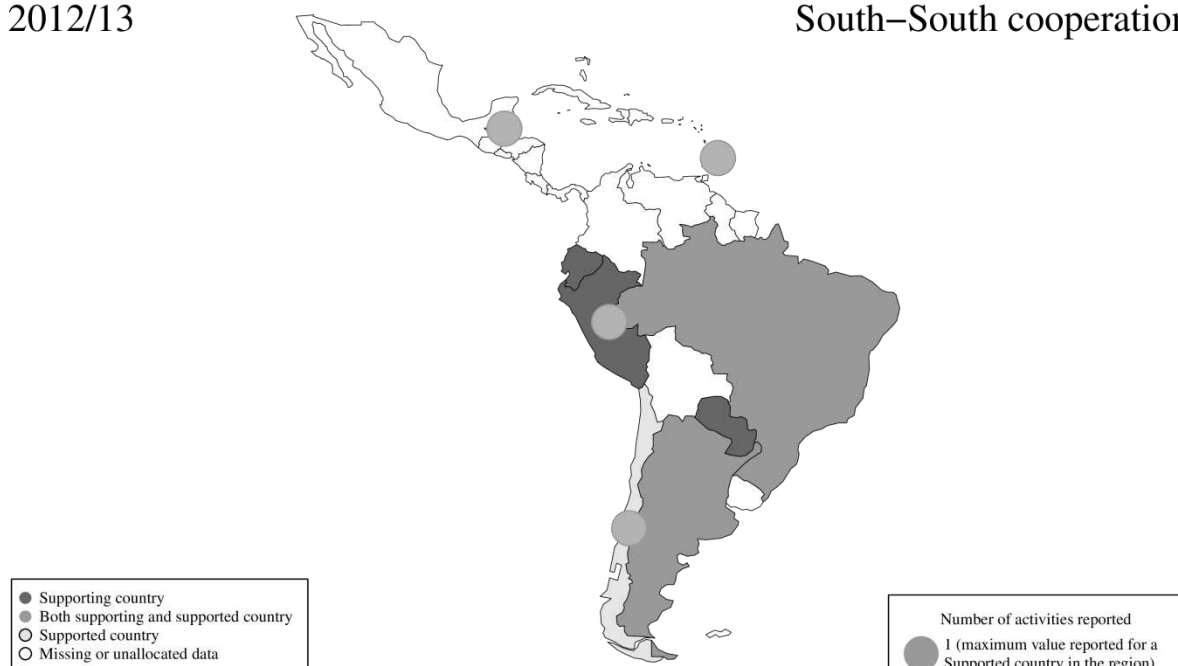 2012/13
South−South cooperation
Supporting country
Both supporting and supported country
Supported country
Missing or unallocated data
Number of activities reported
1 (maximum value reported for a
Supported country in the region)